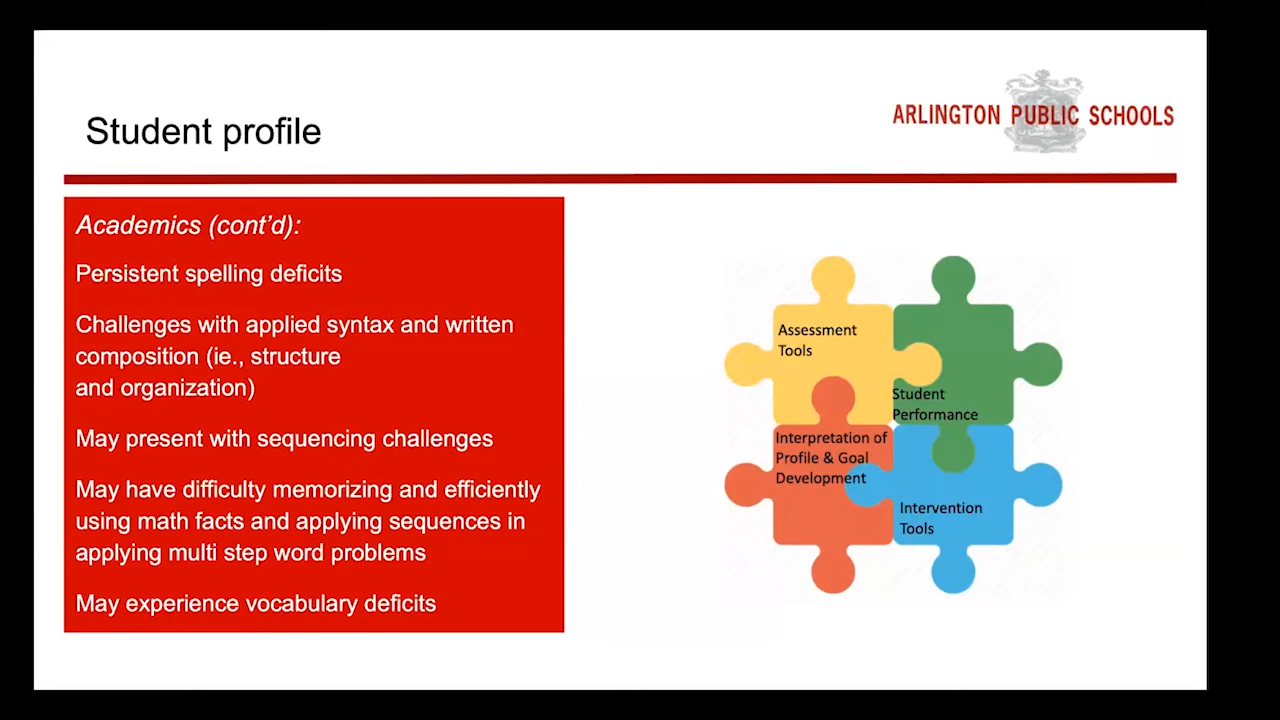 Student profile
ARLINGTON PUBLIC SCHOOLS
Academics (cont’d):
Persistent spelling deficits
Challenges with applied syntax and written
composition (ie., structure
and organization)
May present with sequencing challenges
May have difficulty memorizing and efficiently
using math facts and applying sequences in
applying multi step word problems
May experience vocabulary deficits
Assessment
Tools
Student
Performance
Interpretation of
Profile & Goal
Development
Intervention
Tools